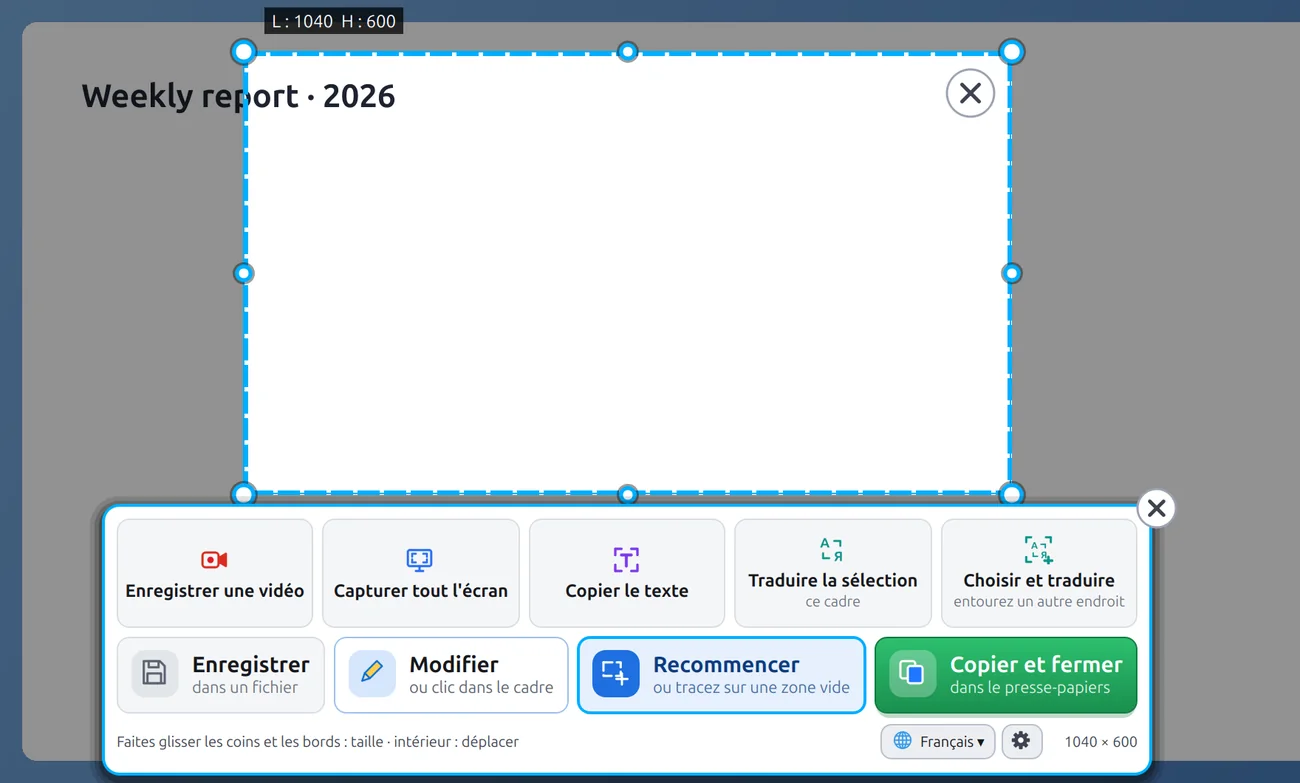 L : 1040 H : 600
Weekly report · 2026
Enregistrer une vidéo
Capturer tout l'écran
Copier le texte
Traduire la sélection
ce cadre
Choisir et traduire
entourez un autre endroit
Enregistrer
dans un fichier
Modifier
ou clic dans le cadre
Recommencer
ou tracez sur une zone vide
Copier et fermer
dans le presse-papiers
Faites glisser les coins et les bords : taille · intérieur : déplacer
Français ▾
1040 × 600